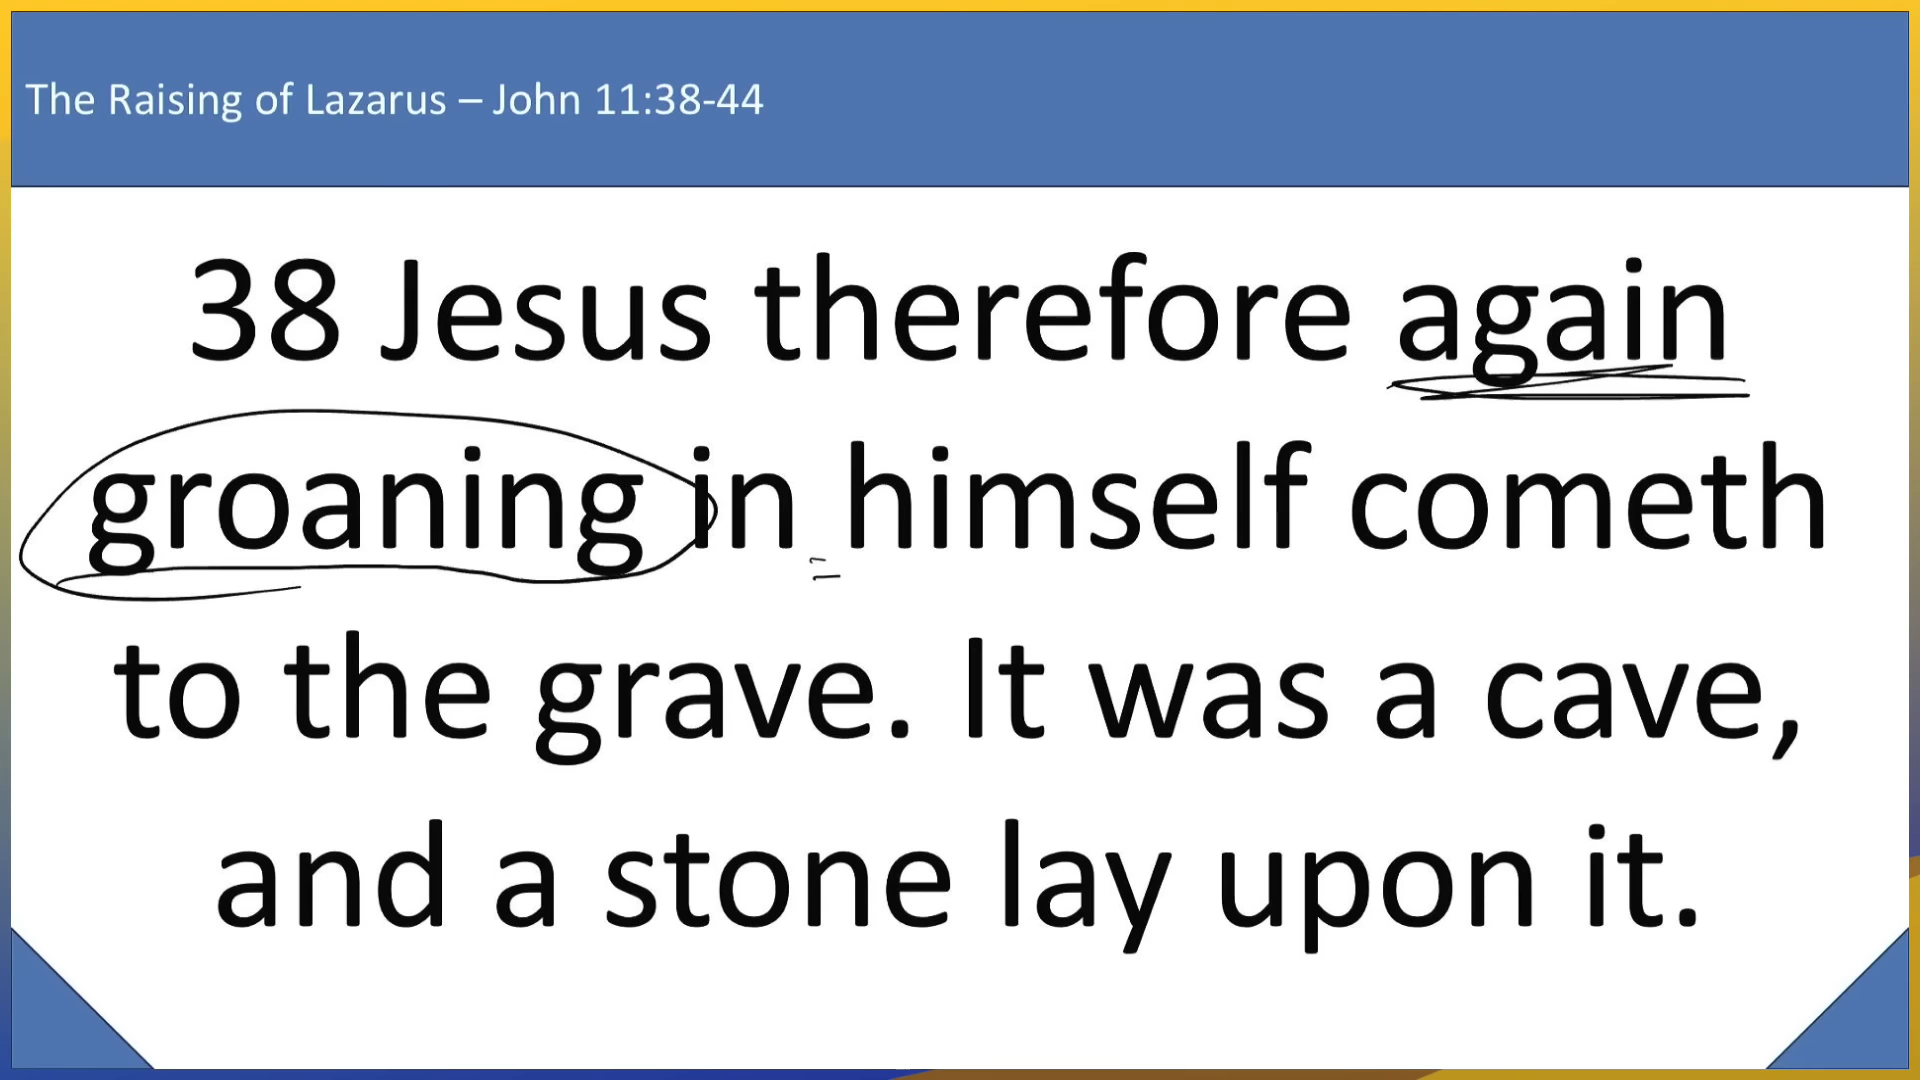 The Raising of Lazarus – John 11:38-44
38 Jesus therefore again
groaning in himself cometh
to the grave. It was a cave,
and a stone lay upon it.